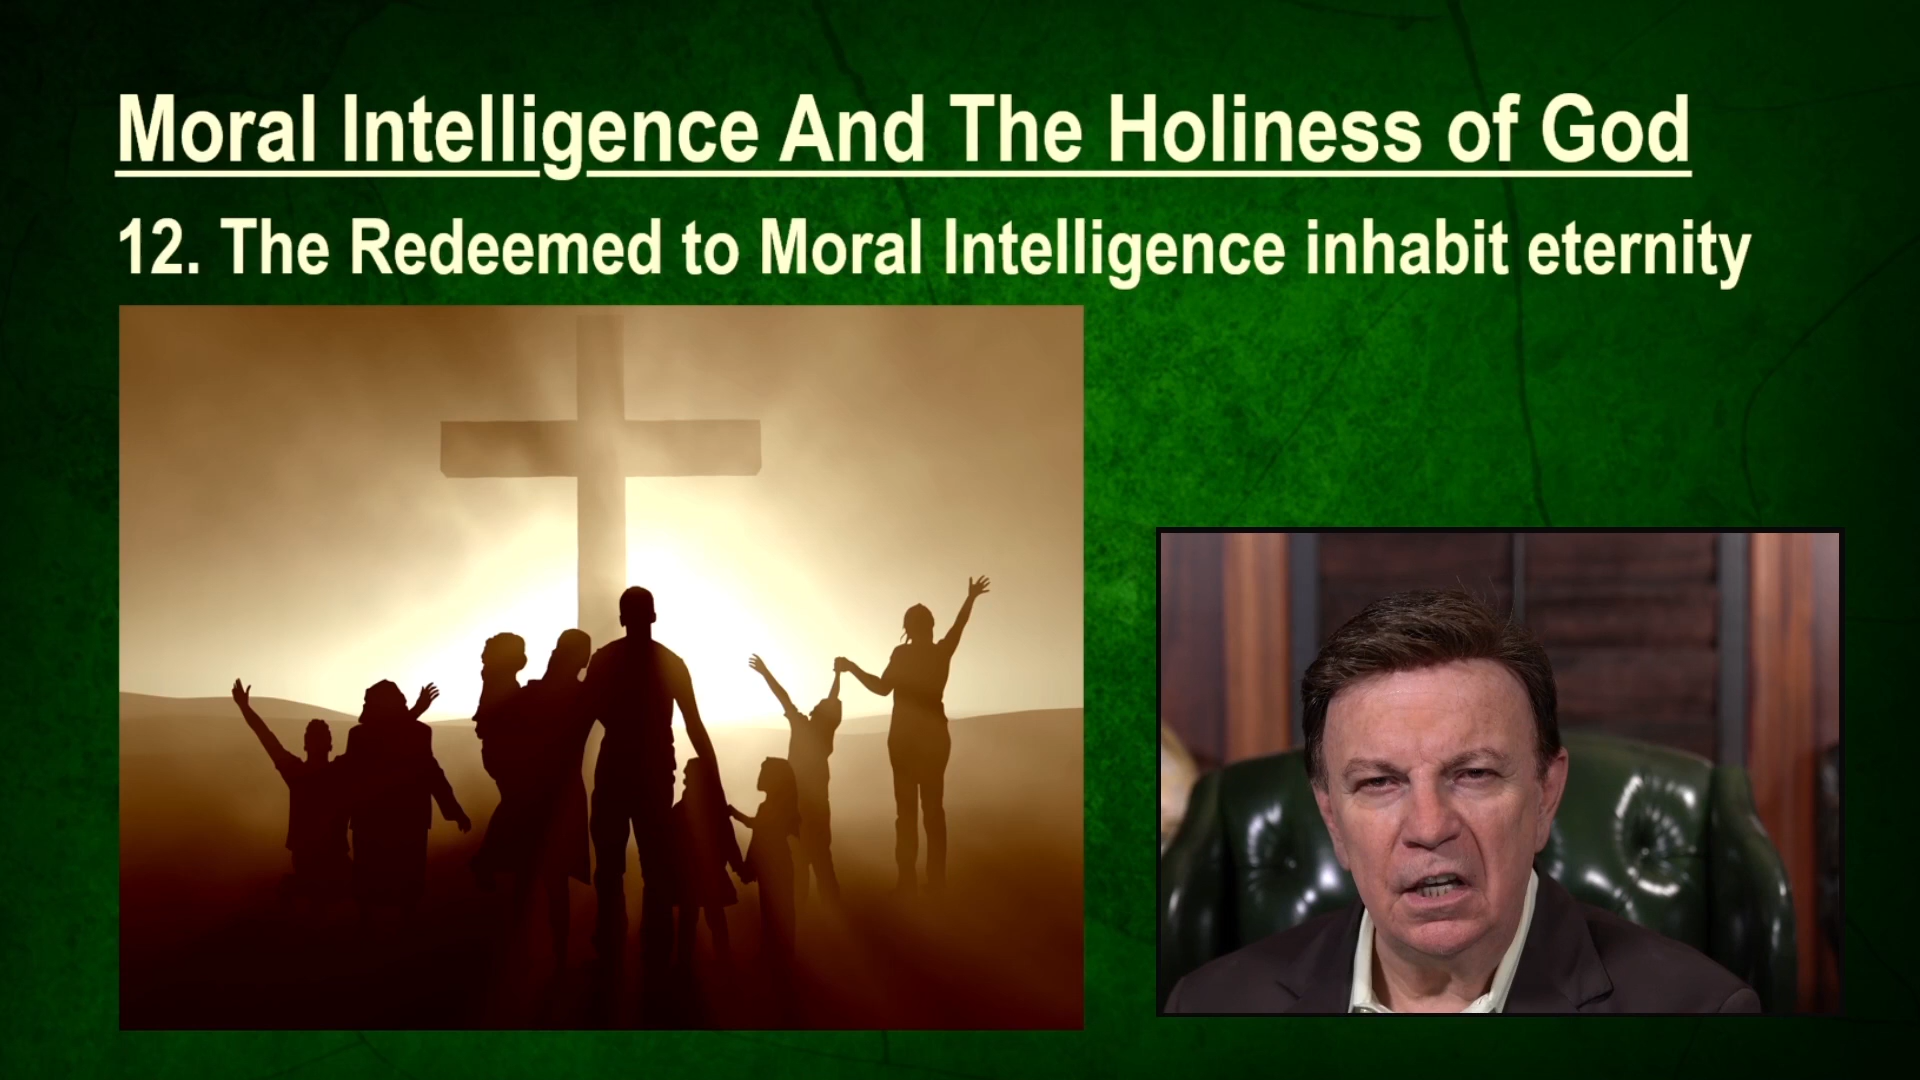 Moral Intelligence And The Holiness of God
12. The Redeemed to Moral Intelligence inhabit eternity